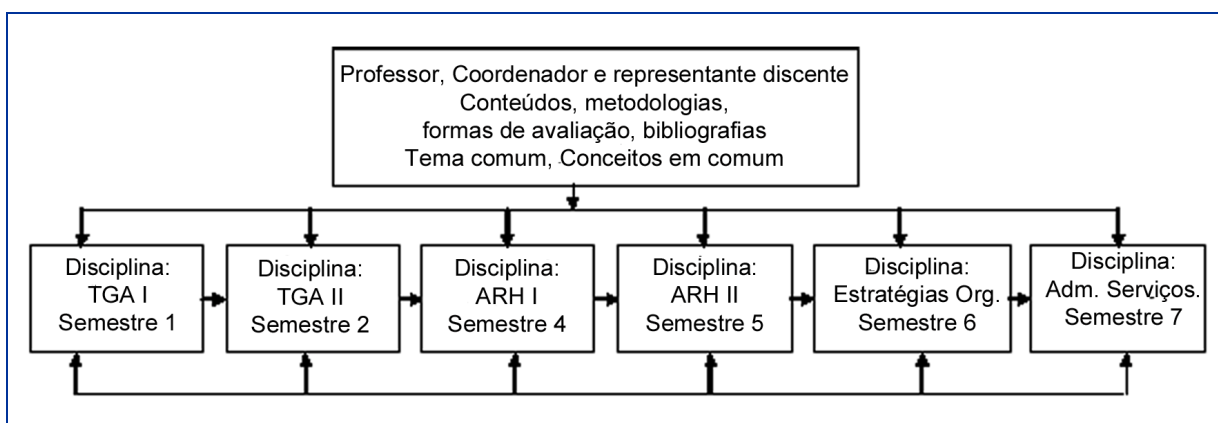 Professor, Coordenador e representante discente
Conteúdos, metodologias,
formas de avaliação, bibliografias
Tema comum, Conceitos em comum
Disciplina:
TGA I
Semestre 1
Disciplina:
TGA II
Semestre 2
Disciplina:
ARH I
Semestre 4
Disciplina:
ARH II
Semestre 5
Disciplina:
Estratégias Org.
Semestre 6
Disciplina:
Adm. Serviços.
Semestre 7